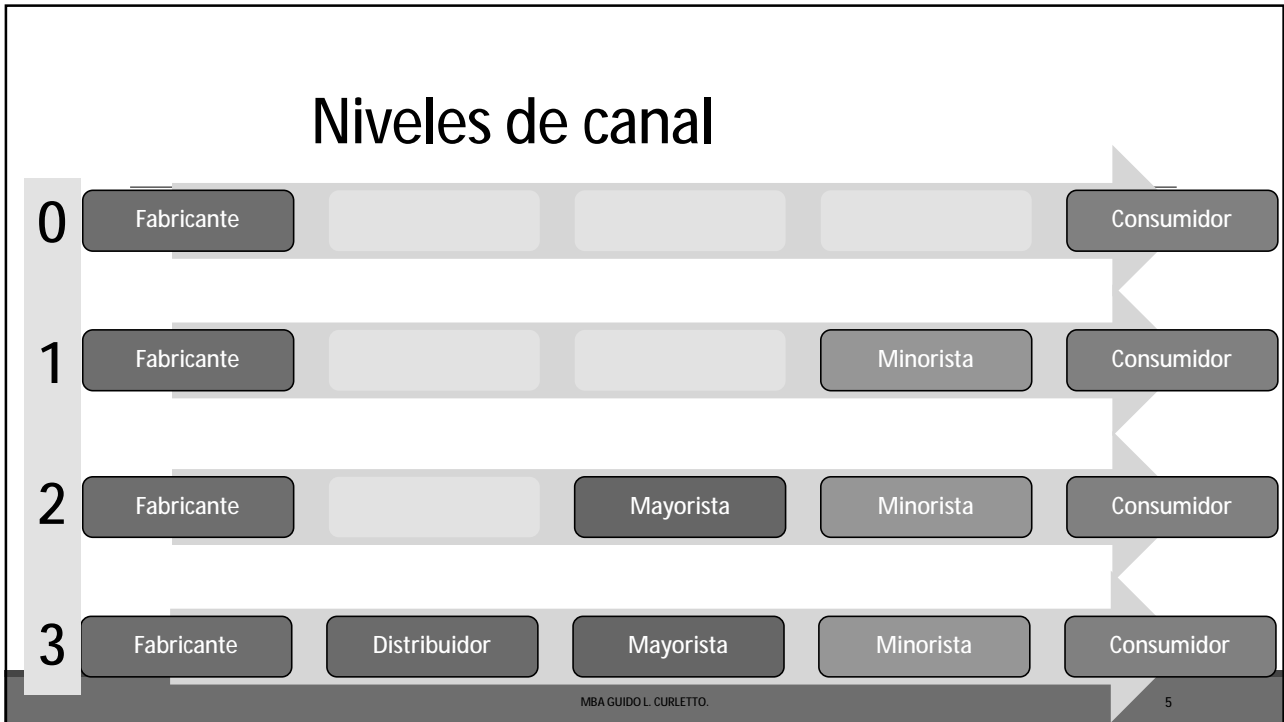 Niveles de canal
0 Fabricante Consumidor
1 Fabricante Minorista Consumidor
2 Fabricante Mayorista Minorista Consumidor
3 Fabricante Distribuidor Mayorista Minorista Consumidor
MBA GUIDO L. CURLETTO. 5